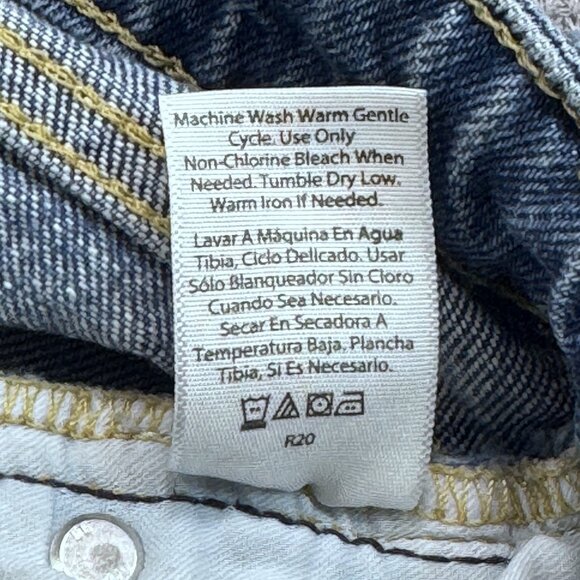 Machine Wash Warm Gentle
Cycle. Use Only
Non-Chlorine Bleach When
Needed. Tumble Dry Low.
Warm Iron If Needed.
Lavar A Máquina En Agua
Tibia, Ciclo Delicado. Usar
Sólo Blanqueador Sin Cloro
Cuando Sea Necesario.
Secar En Secadora A
Temperatura Baja. Plancha
Tibia, Si Es Necesario.
R20